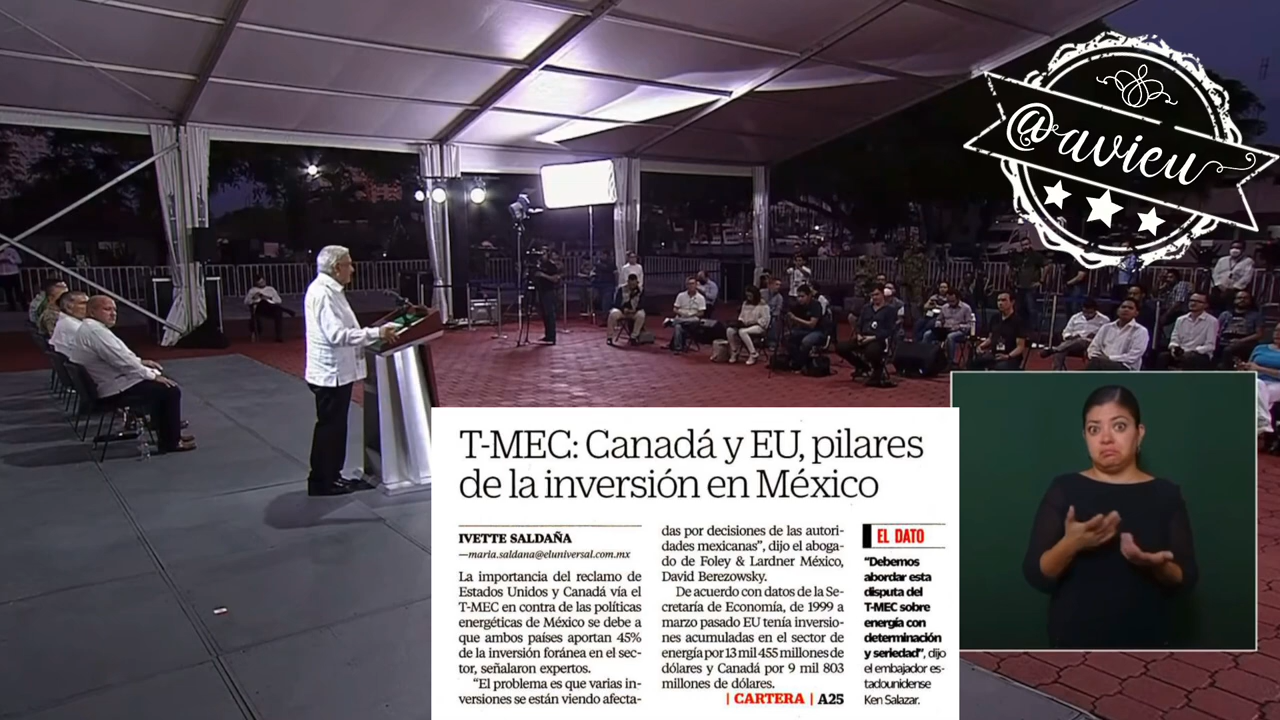 @avieu
T-MEC: Canadá y EU, pilares
de la inversión en México
IVETTE SALDAÑA
—maria.saldana@eluniversal.com.mx
La importancia del reclamo de
Estados Unidos y Canadá vía el
T-MEC en contra de las políticas
energéticas de México se debe a
que ambos países aportan 45%
de la inversión foránea en el sec-
tor, señalaron expertos.
“El problema es que varias in-
versiones se están viendo afecta-
das por decisiones de las autori-
dades mexicanas”, dijo el aboga-
do de Foley & Lardner México,
David Berezowsky.
De acuerdo con datos de la Se-
cretaría de Economía, de 1999 a
marzo pasado EU tenía inversio-
nes acumuladas en el sector de
energía por 13 mil 455 millones de
dólares y Canadá por 9 mil 803
millones de dólares.
| CARTERA | A25
EL DATO
“Debemos
abordar esta
disputa del
T-MEC sobre
energía con
determinación
y seriedad”, dijo
el embajador es-
tadounidense
Ken Salazar.